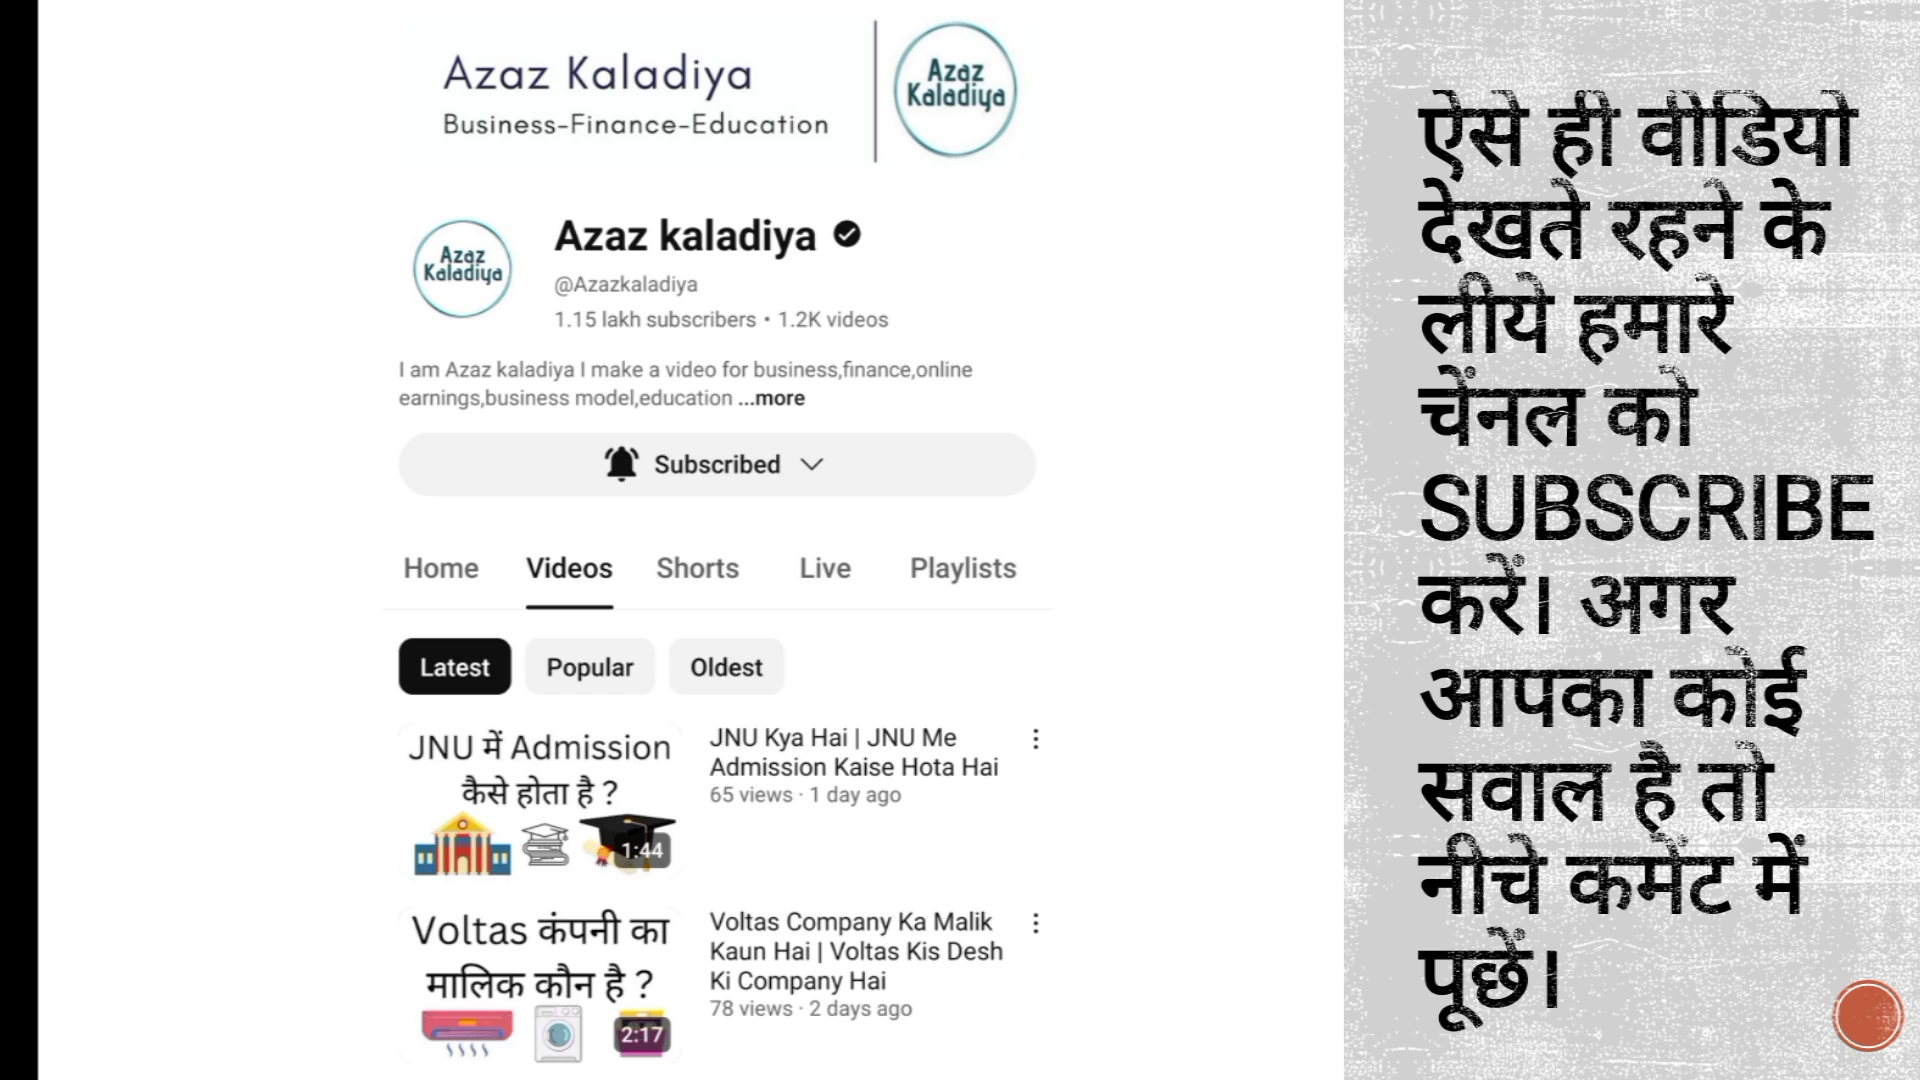 Azaz Kaladiya
Business-Finance-Education
Azaz
Kaladiya
Azaz
Kaladiya
Azaz kaladiya
@Azazkaladiya
1.15 lakh subscribers • 1.2K videos
I am Azaz kaladiya I make a video for business,finance,online
earnings,business model,education ...more
Subscribed
Home Videos Shorts Live Playlists
Latest Popular Oldest
JNU में Admission
कैसे होता है ?
1:44
JNU Kya Hai | JNU Me
Admission Kaise Hota Hai
65 views · 1 day ago
Voltas कंपनी का
मालिक कौन है ?
2:17
Voltas Company Ka Malik
Kaun Hai | Voltas Kis Desh
Ki Company Hai
78 views · 2 days ago
ऐसे ही वीडियो
देखते रहने के
लीये हमारे
चेंनल को
SUBSCRIBE
करें। अगर
आपका कोई
सवाल है तो
नीचे कमेंट में
पूछें।